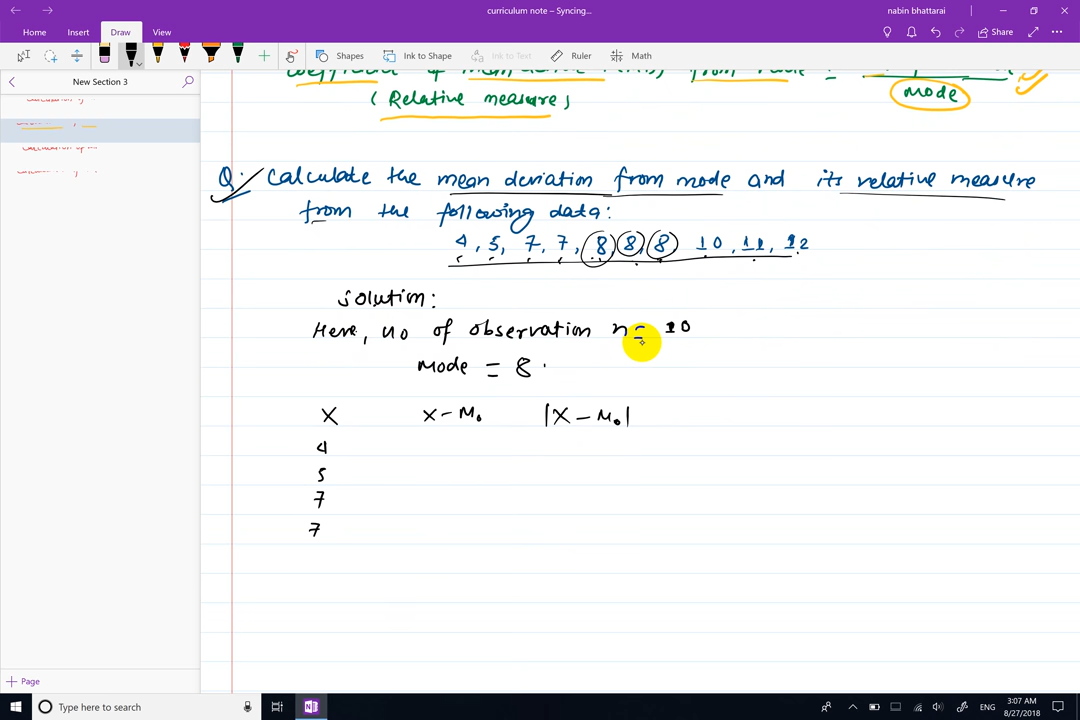 curriculum note – Syncing...
nabin bhattarai
Home Insert Draw View
Share
Shapes Ink to Shape Ink to Text Ruler Math
New Section 3
mode
(Relative measure)
Q. Calculate the mean deviation from mode and its relative measure
from the following data:
4, 5, 7, 7, 8, 8, 8 10, 11, 12
Solution:
Here, no of observation n = 10
Mode = 8
X X-M₀ |X-M₀|
4
5
7
7
+ Page
Type here to search
ENG
3:07 AM
8/27/2018